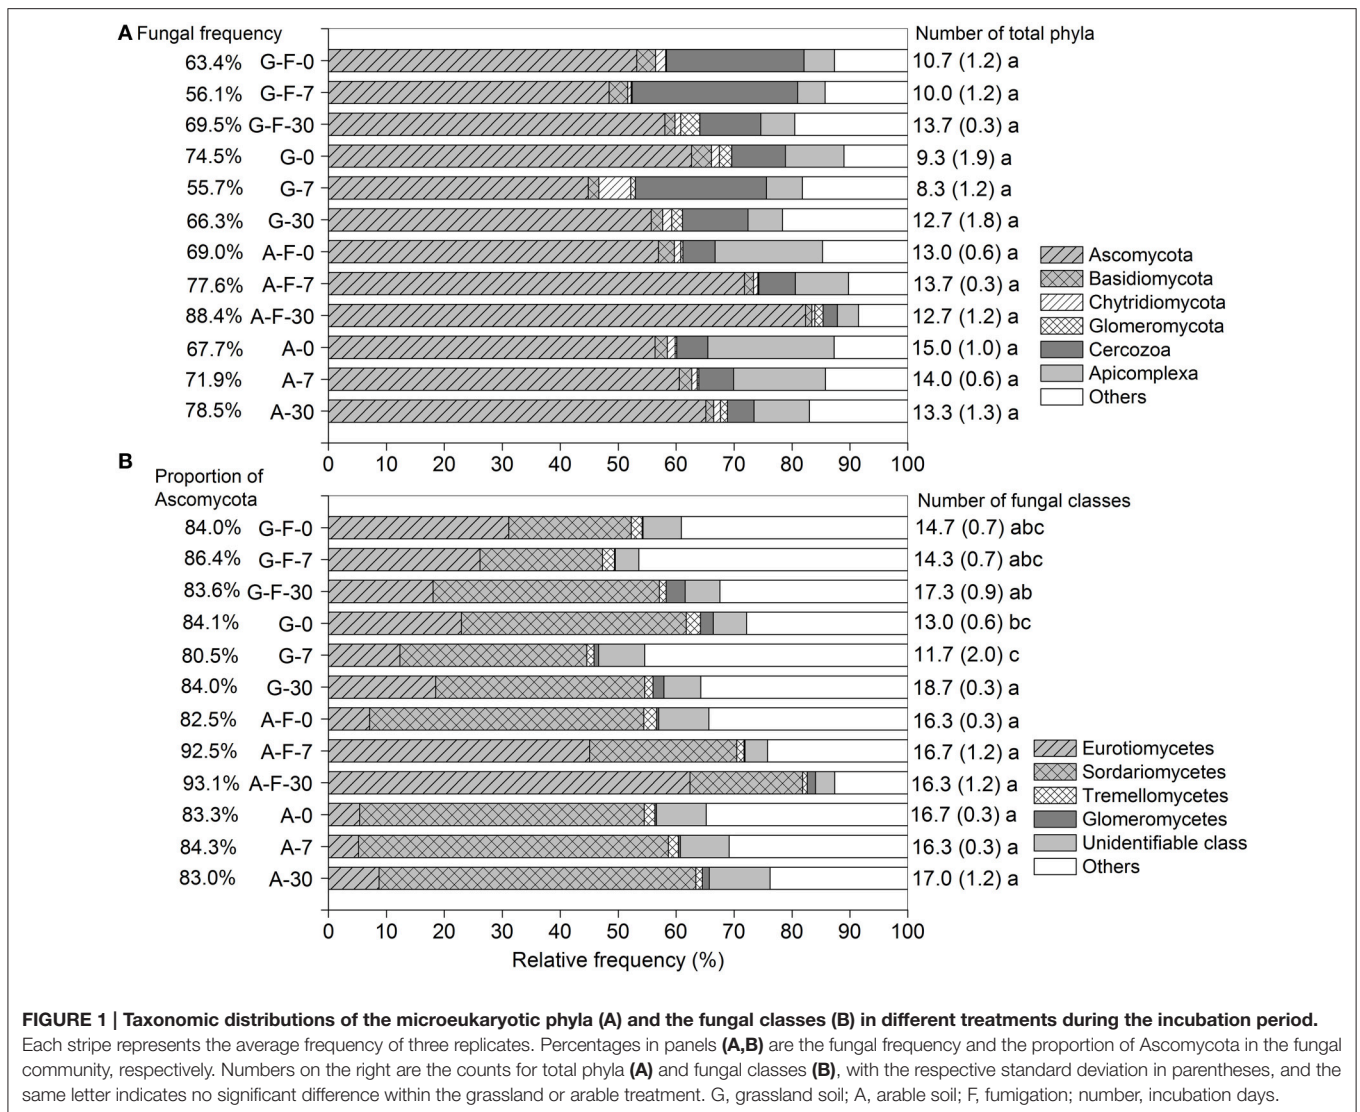 A Fungal frequency Number of total phyla
63.4% G-F-0 10.7 (1.2) a
56.1% G-F-7 10.0 (1.2) a
69.5% G-F-30 13.7 (0.3) a
74.5% G-0 9.3 (1.9) a
55.7% G-7 8.3 (1.2) a
66.3% G-30 12.7 (1.8) a
69.0% A-F-0 13.0 (0.6) a
77.6% A-F-7 13.7 (0.3) a
88.4% A-F-30 12.7 (1.2) a
67.7% A-0 15.0 (1.0) a
71.9% A-7 14.0 (0.6) a
78.5% A-30 13.3 (1.3) a
Ascomycota
Basidiomycota
Chytridiomycota
Glomeromycota
Cercozoa
Apicomplexa
Others
0 10 20 30 40 50 60 70 80 90 100
B
Proportion of
Ascomycota
Number of fungal classes
84.0% G-F-0 14.7 (0.7) abc
86.4% G-F-7 14.3 (0.7) abc
83.6% G-F-30 17.3 (0.9) ab
84.1% G-0 13.0 (0.6) bc
80.5% G-7 11.7 (2.0) c
84.0% G-30 18.7 (0.3) a
82.5% A-F-0 16.3 (0.3) a
92.5% A-F-7 16.7 (1.2) a
93.1% A-F-30 16.3 (1.2) a
83.3% A-0 16.7 (0.3) a
84.3% A-7 16.3 (0.3) a
83.0% A-30 17.0 (1.2) a
Eurotiomycetes
Sordariomycetes
Tremellomycetes
Glomeromycetes
Unidentifiable class
Others
0 10 20 30 40 50 60 70 80 90 100
Relative frequency (%)
FIGURE 1 | Taxonomic distributions of the microeukaryotic phyla (A) and the fungal classes (B) in different treatments during the incubation period.
Each stripe represents the average frequency of three replicates. Percentages in panels (A,B) are the fungal frequency and the proportion of Ascomycota in the fungal
community, respectively. Numbers on the right are the counts for total phyla (A) and fungal classes (B), with the respective standard deviation in parentheses, and the
same letter indicates no significant difference within the grassland or arable treatment. G, grassland soil; A, arable soil; F, fumigation; number, incubation days.